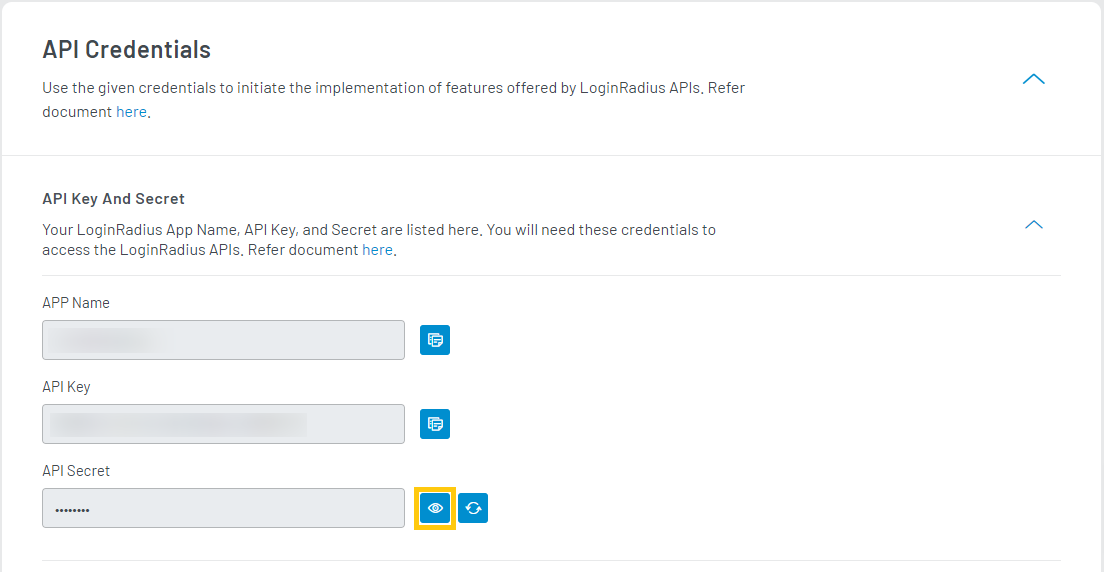 API Credentials
Use the given credentials to initiate the implementation of features offered by LoginRadius APIs. Refer
document here.
API Key And Secret
Your LoginRadius App Name, API Key, and Secret are listed here. You will need these credentials to
access the LoginRadius APIs. Refer document here.
APP Name
API Key
API Secret
••••••••